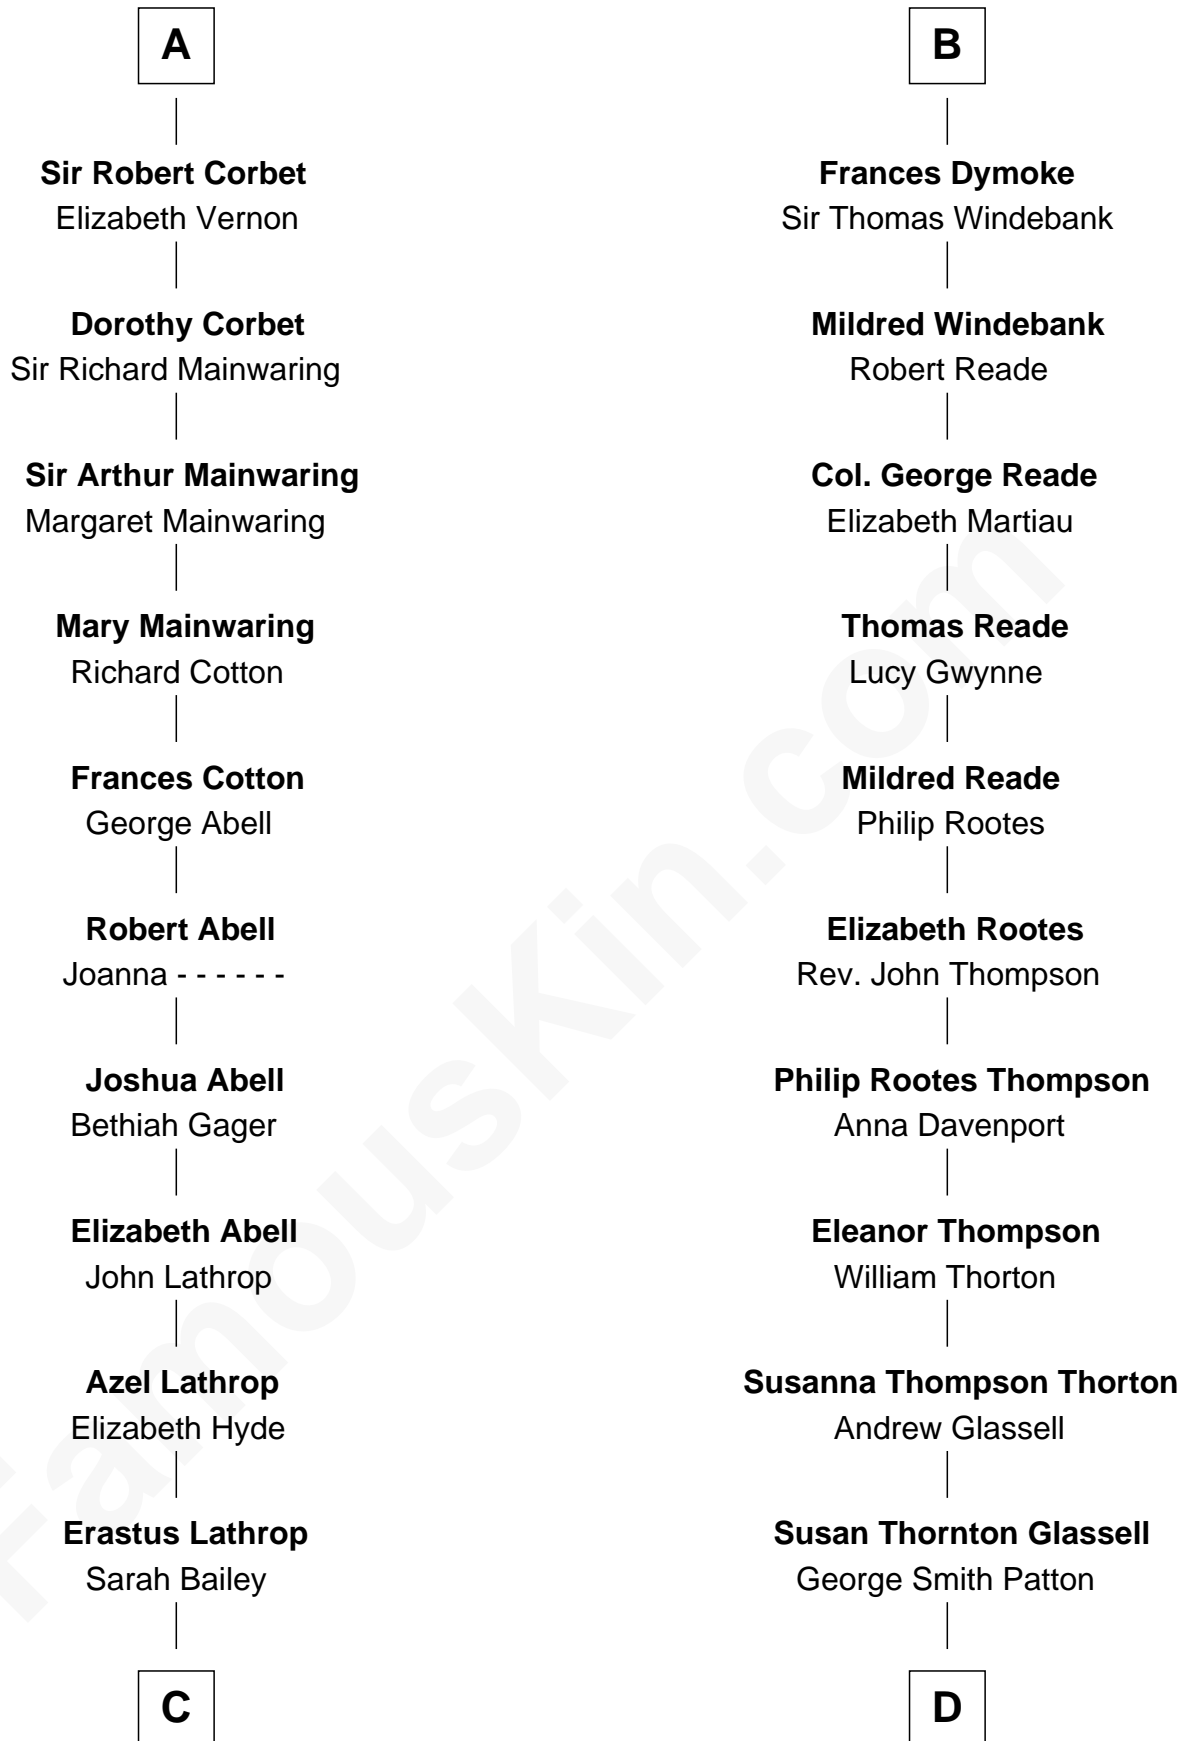 A
Sir Robert Corbet
Elizabeth Vernon
Dorothy Corbet
Sir Richard Mainwaring
Sir Arthur Mainwaring
Margaret Mainwaring
Mary Mainwaring
Richard Cotton
Frances Cotton
George Abell
Robert Abell
Joanna - - - - - -
Joshua Abell
Bethiah Gager
Elizabeth Abell
John Lathrop
Azel Lathrop
Elizabeth Hyde
Erastus Lathrop
Sarah Bailey
C
B
Frances Dymoke
Sir Thomas Windebank
Mildred Windebank
Robert Reade
Col. George Reade
Elizabeth Martiau
Thomas Reade
Lucy Gwynne
Mildred Reade
Philip Rootes
Elizabeth Rootes
Rev. John Thompson
Philip Rootes Thompson
Anna Davenport
Eleanor Thompson
William Thorton
Susanna Thompson Thorton
Andrew Glassell
Susan Thornton Glassell
George Smith Patton
D
FamousKin.com